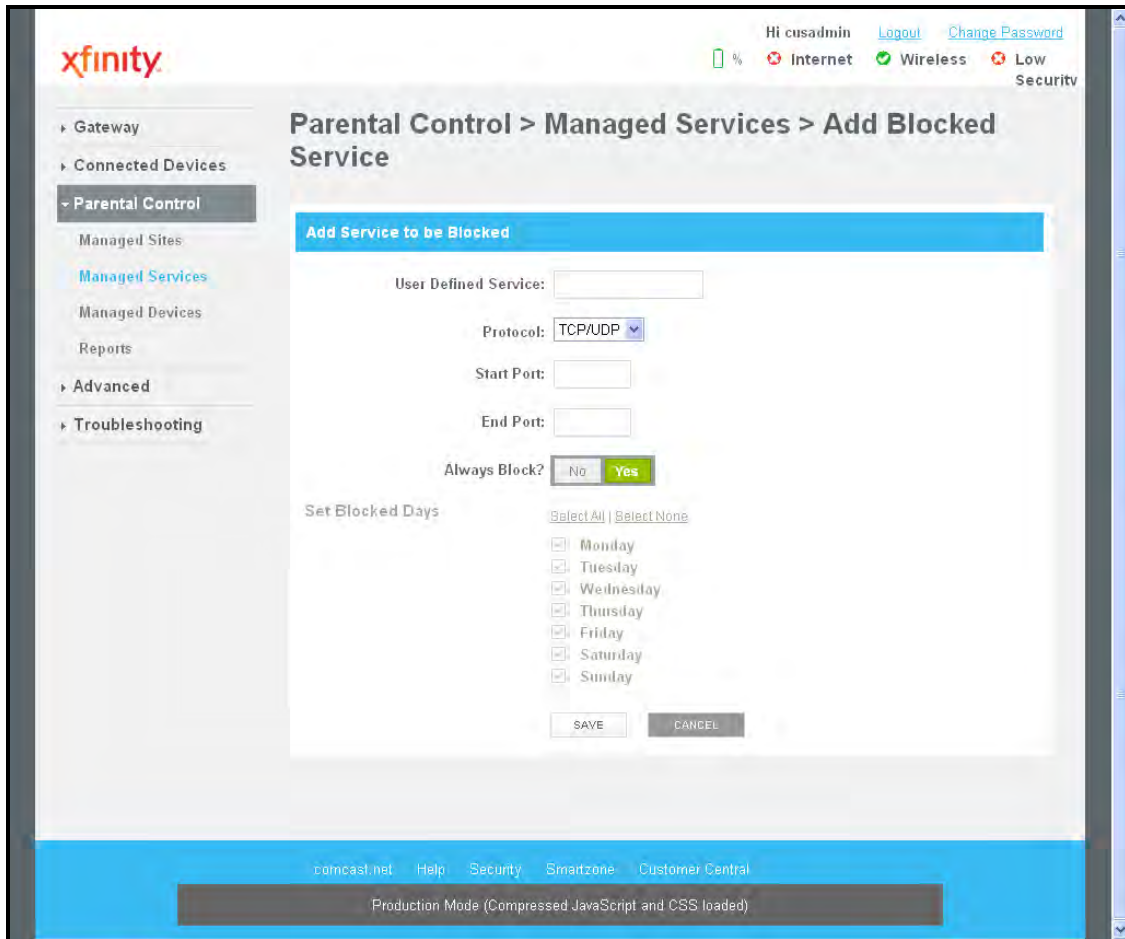 Hi cusadmin Logout Change Password
xfinity
% Internet Wireless Low
Security
Gateway
Connected Devices
Parental Control
Managed Sites
Managed Services
Managed Devices
Reports
Advanced
Troubleshooting
Parental Control > Managed Services > Add Blocked
Service
Add Service to be Blocked
User Defined Service:
Protocol: TCP/UDP
Start Port:
End Port:
Always Block? No Yes
Set Blocked Days Select All | Select None
Monday
Tuesday
Wednesday
Thursday
Friday
Saturday
Sunday
SAVE CANCEL
comcast.net Help Security Smartzone Customer Central
Production Mode (Compressed JavaScript and CSS loaded)